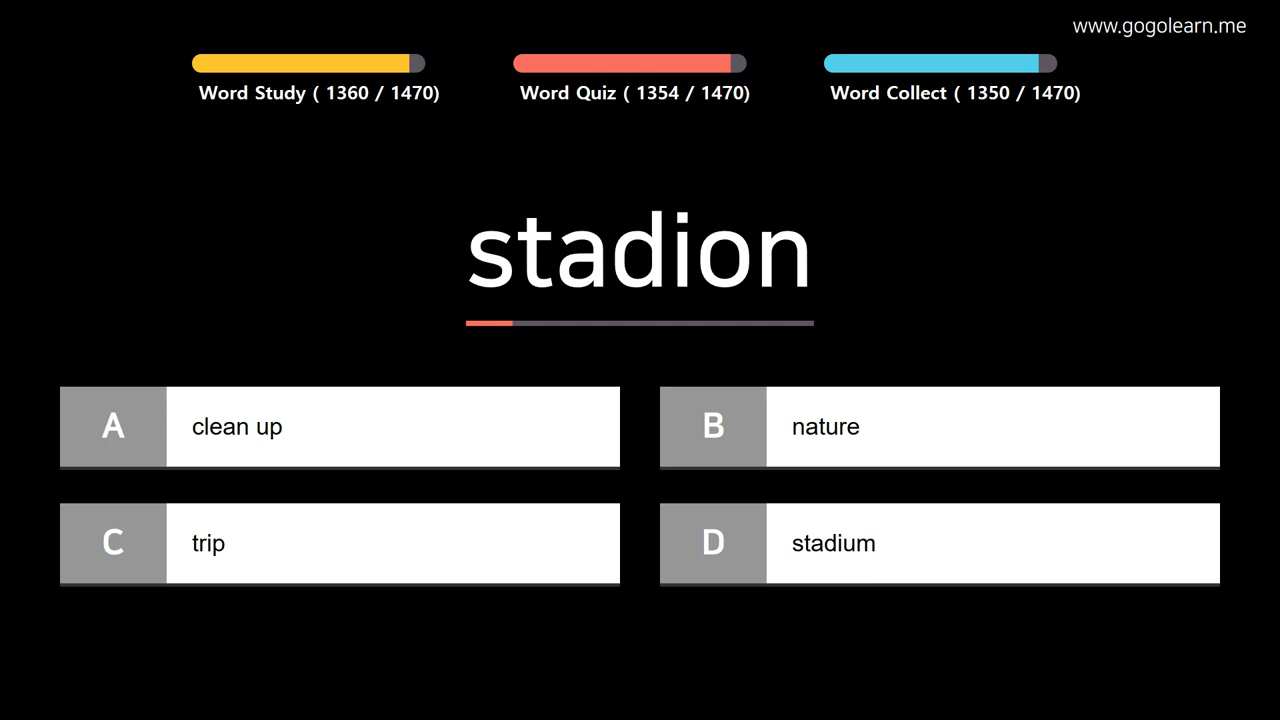 www.gogolearn.me
Word Study ( 1360 / 1470)
Word Quiz ( 1354 / 1470)
Word Collect ( 1350 / 1470)
stadion
A clean up
B nature
C trip
D stadium